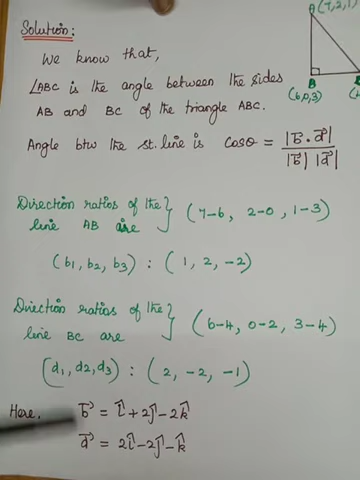 A(7,2,1)
Solution:
We know that,
∠ABC is the angle between the sides
AB and BC of the triangle ABC.
B
(6,0,3)
Angle btw the st. line is cosθ = |b⃗ . d⃗| / |b⃗| |d⃗|
Direction ratios of the line AB are } (7-6, 2-0, 1-3)
(b1, b2, b3) : (1, 2, -2)
Direction ratios of the line BC are } (6-4, 0-2, 3-4)
(d1, d2, d3) : (2, -2, -1)
Here, b⃗ = î + 2ĵ - 2k̂
d⃗ = 2î - 2ĵ - k̂